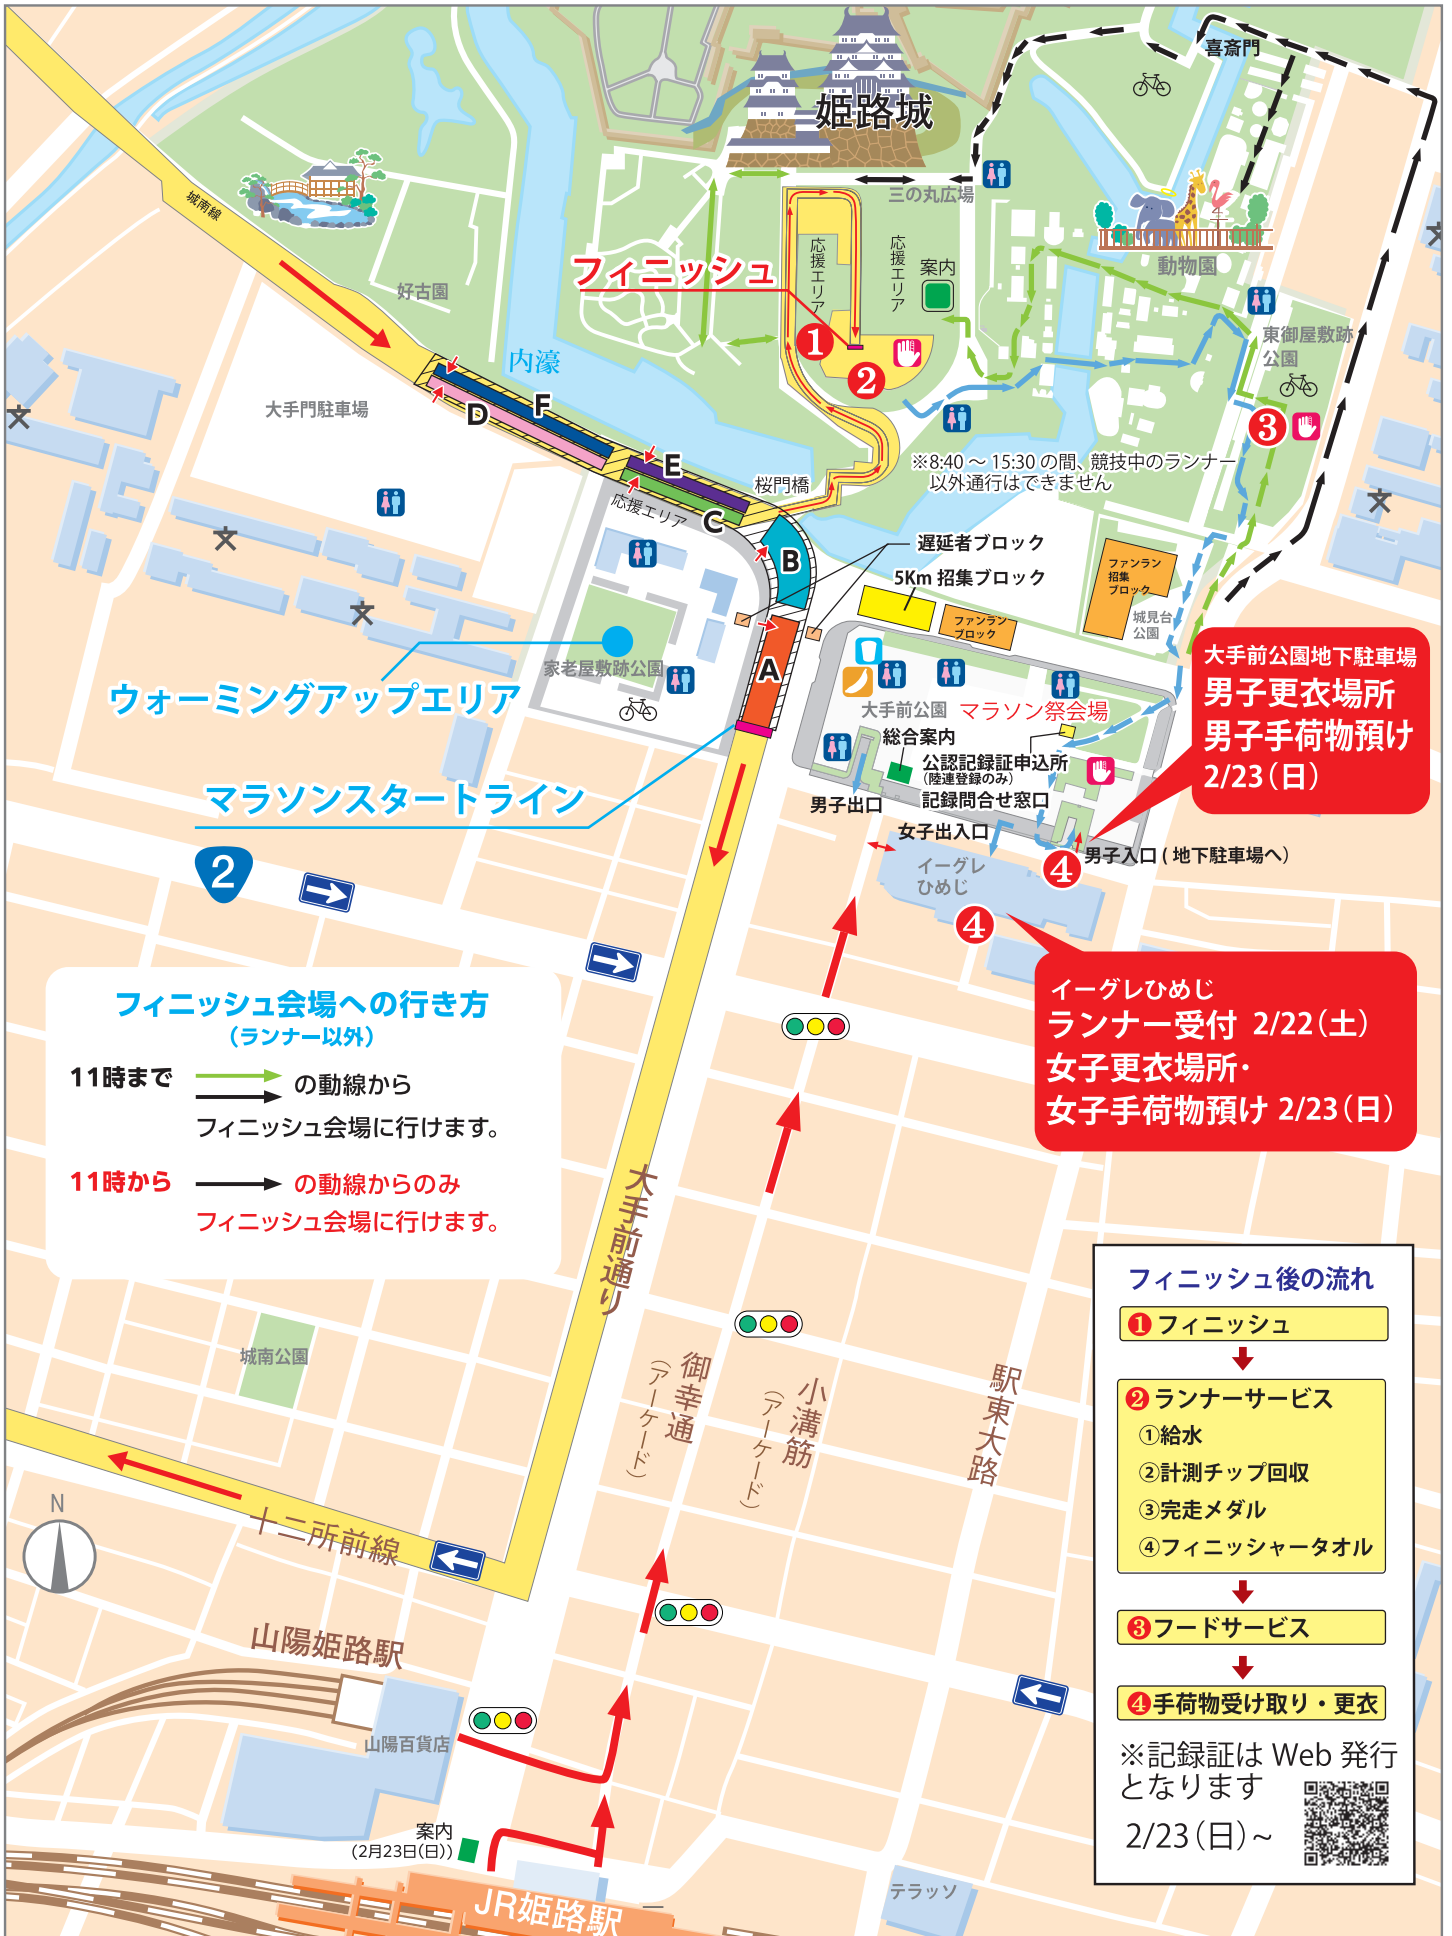 喜斎門
姫路城
三の丸広場
城南線
好古園
フィニッシュ
応援エリア
応援エリア
案内
動物園
東御屋敷跡
公園
1
2
3
内濠
大手門駐車場
F
D
E
C
応援エリア
桜門橋
※8:40 ~ 15:30 の間、競技中のランナー
以外通行はできません
B
遅延者ブロック
5Km 招集ブロック
ファンラン
招集
ブロック
ファンラン
ブロック
城見台
公園
A
家老屋敷跡公園
ウォーミングアップエリア
大手前公園
マラソン祭会場
総合案内
公認記録証申込所
(陸連登録のみ)
記録問合せ窓口
男子出口
女子出入口
男子入口 ( 地下駐車場へ)
イーグレ
ひめじ
4
4
大手前公園地下駐車場
男子更衣場所
男子手荷物預け
2/23(日)
マラソンスタートライン
2
イーグレひめじ
ランナー受付 2/22(土)
女子更衣場所・
女子手荷物預け 2/23(日)
フィニッシュ会場への行き方
(ランナー以外)
11時まで
の動線から
フィニッシュ会場に行けます。
11時から
の動線からのみ
フィニッシュ会場に行けます。
大手前通り
城南公園
御幸通
(アーケード)
小溝筋
(アーケード)
駅東大路
N
十二所前線
山陽姫路駅
山陽百貨店
案内
(2月23日(日))
JR姫路駅
テラッソ
フィニッシュ後の流れ
1 フィニッシュ
2 ランナーサービス
①給水
②計測チップ回収
③完走メダル
④フィニッシャータオル
3 フードサービス
4 手荷物受け取り・更衣
※記録証は Web 発行
となります
2/23(日)~